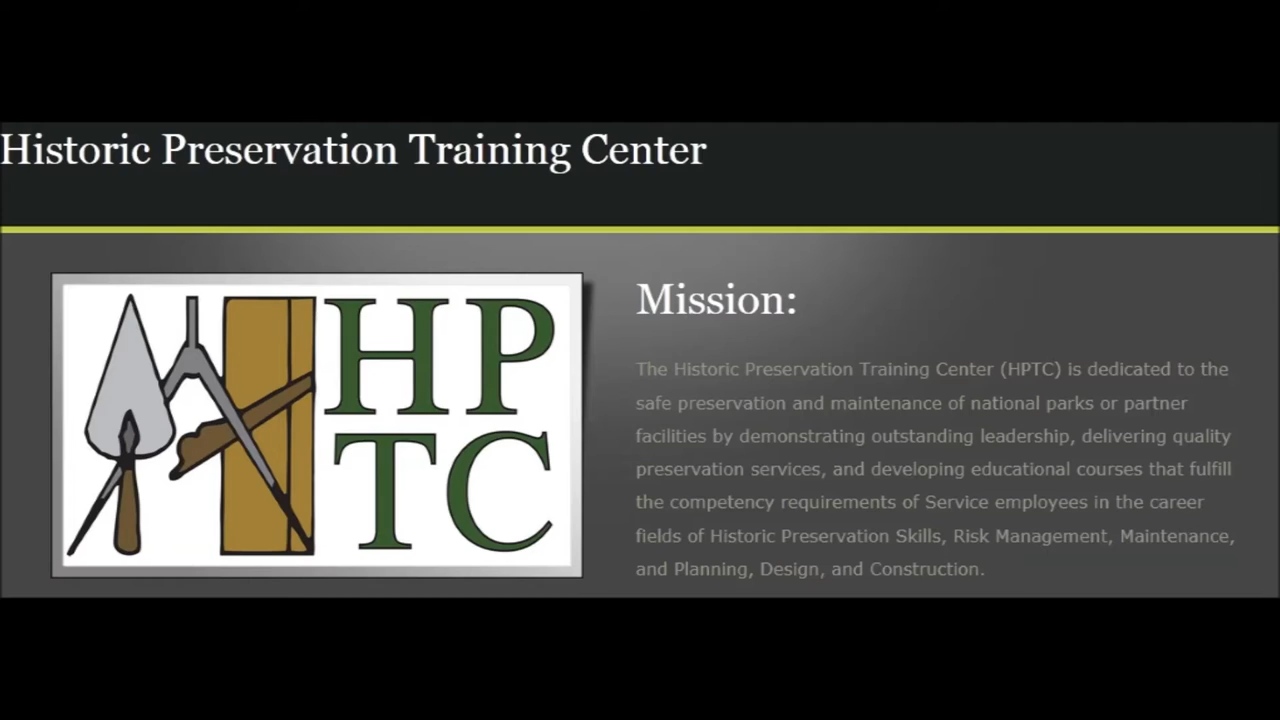 Historic Preservation Training Center
HP
TC
Mission:
The Historic Preservation Training Center (HPTC) is dedicated to the
safe preservation and maintenance of national parks or partner
facilities by demonstrating outstanding leadership, delivering quality
preservation services, and developing educational courses that fulfill
the competency requirements of Service employees in the career
fields of Historic Preservation Skills, Risk Management, Maintenance,
and Planning, Design, and Construction.